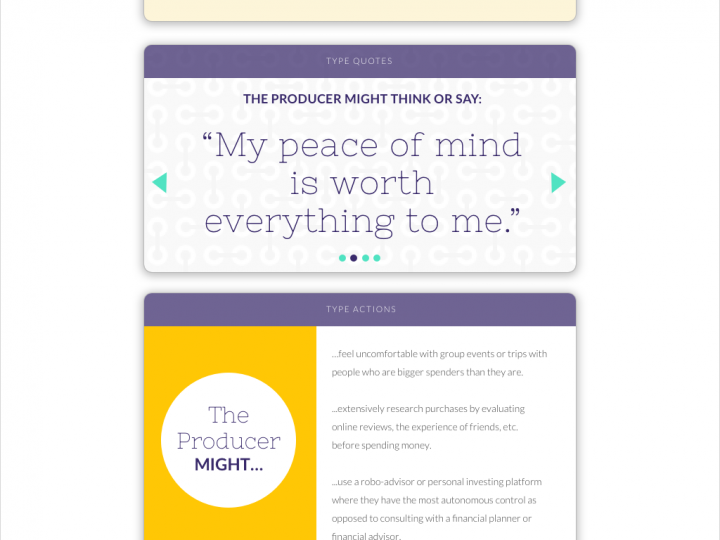 TYPE QUOTES
THE PRODUCER MIGHT THINK OR SAY:
“My peace of mind
is worth
everything to me.”
TYPE ACTIONS
The
Producer
MIGHT...
...feel uncomfortable with group events or trips with
people who are bigger spenders than they are.
...extensively research purchases by evaluating
online reviews, the experience of friends, etc.
before spending money.
...use a robo-advisor or personal investing platform
where they have the most autonomous control as
opposed to consulting with a financial planner or
financial advisor.